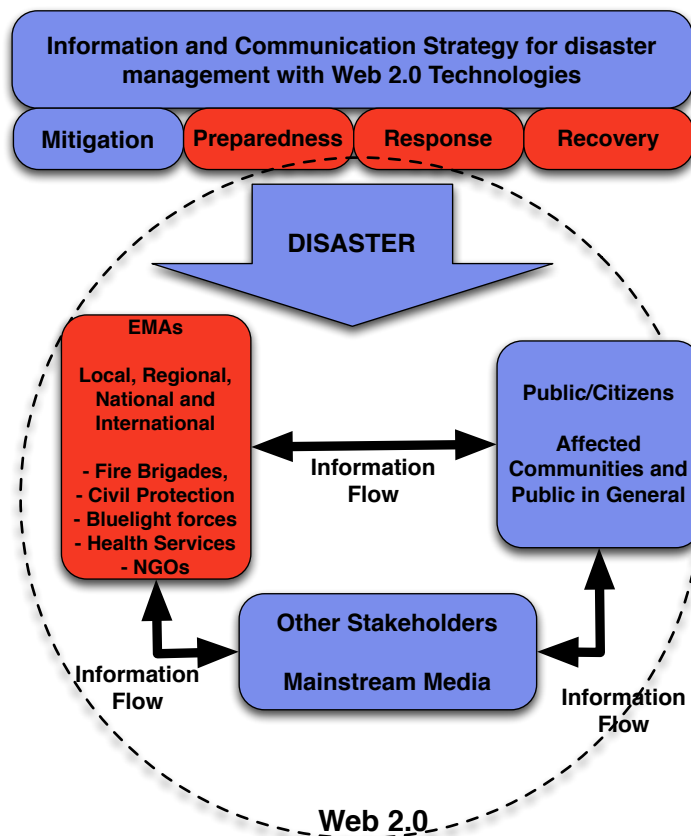 Information and Communication Strategy for disaster
management with Web 2.0 Technologies
Mitigation
Preparedness
Response
Recovery
DISASTER
EMAs
Local, Regional,
National and
International
- Fire Brigades,
- Civil Protection
- Bluelight forces
- Health Services
- NGOs
Information
Flow
Public/Citizens
Affected
Communities and
Public in General
Other Stakeholders
Mainstream Media
Information
Flow
Information
Flow
Web 2.0